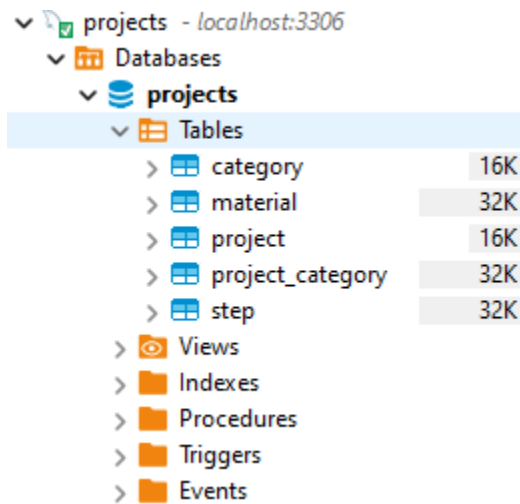 projects - localhost:3306
Databases
projects
Tables
category 16K
material 32K
project 16K
project_category 32K
step 32K
Views
Indexes
Procedures
Triggers
Events